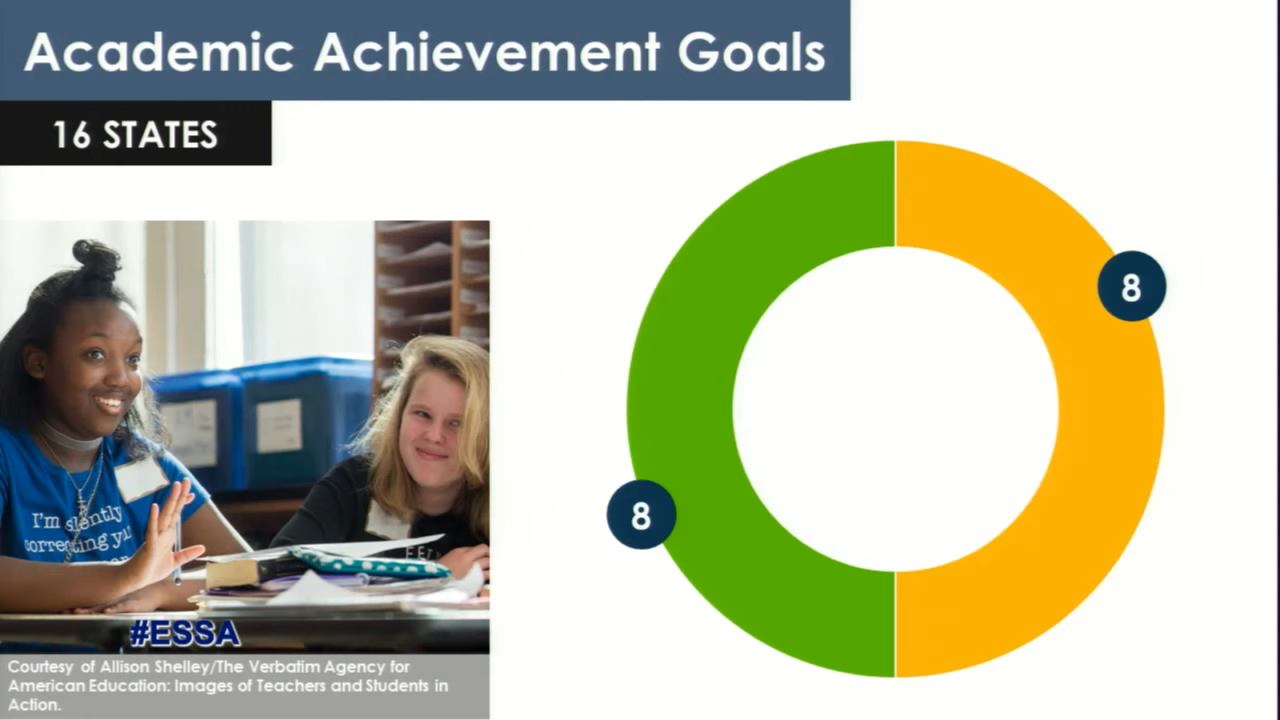 Academic Achievement Goals
16 STATES
8
8
I'm silently
correcting your
#ESSA
Courtesy of Allison Shelley/The Verbatim Agency for
American Education: Images of Teachers and Students in
Action.